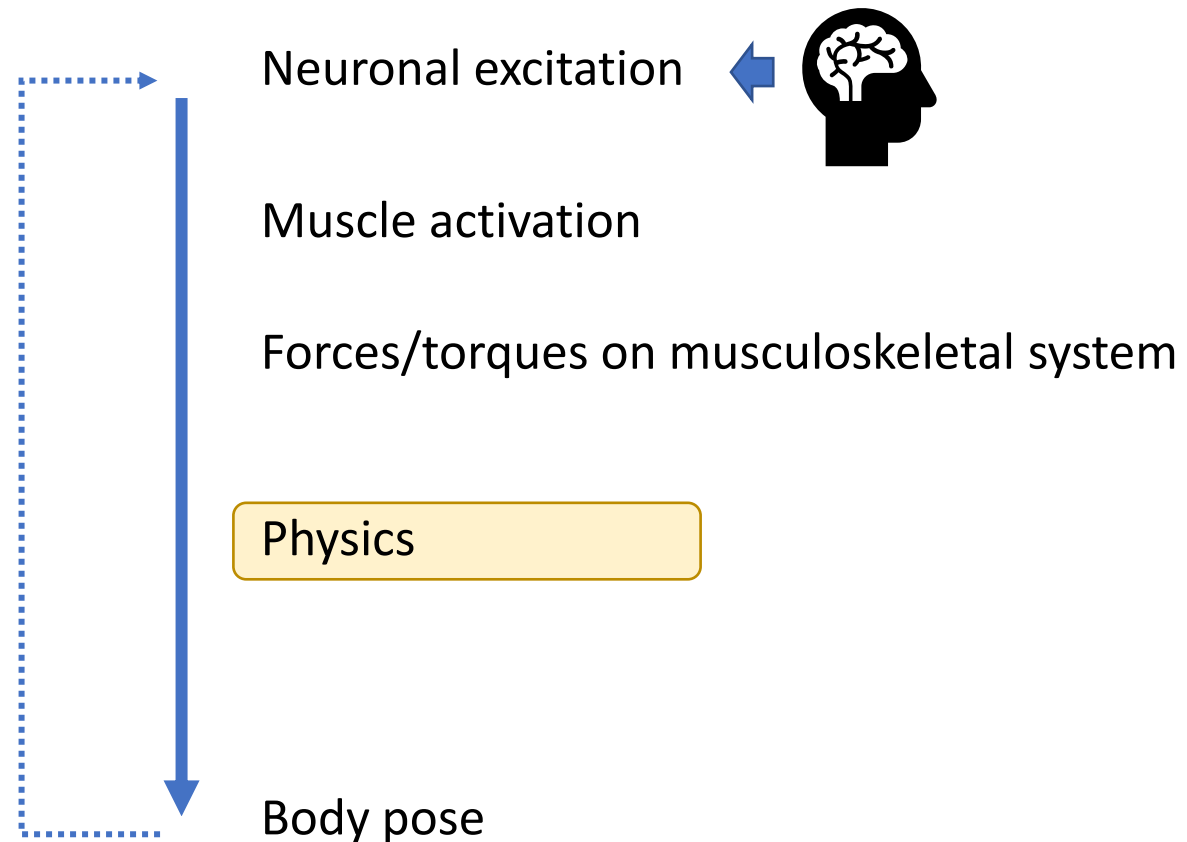 Neuronal excitation
Muscle activation
Forces/torques on musculoskeletal system
Physics
Body pose